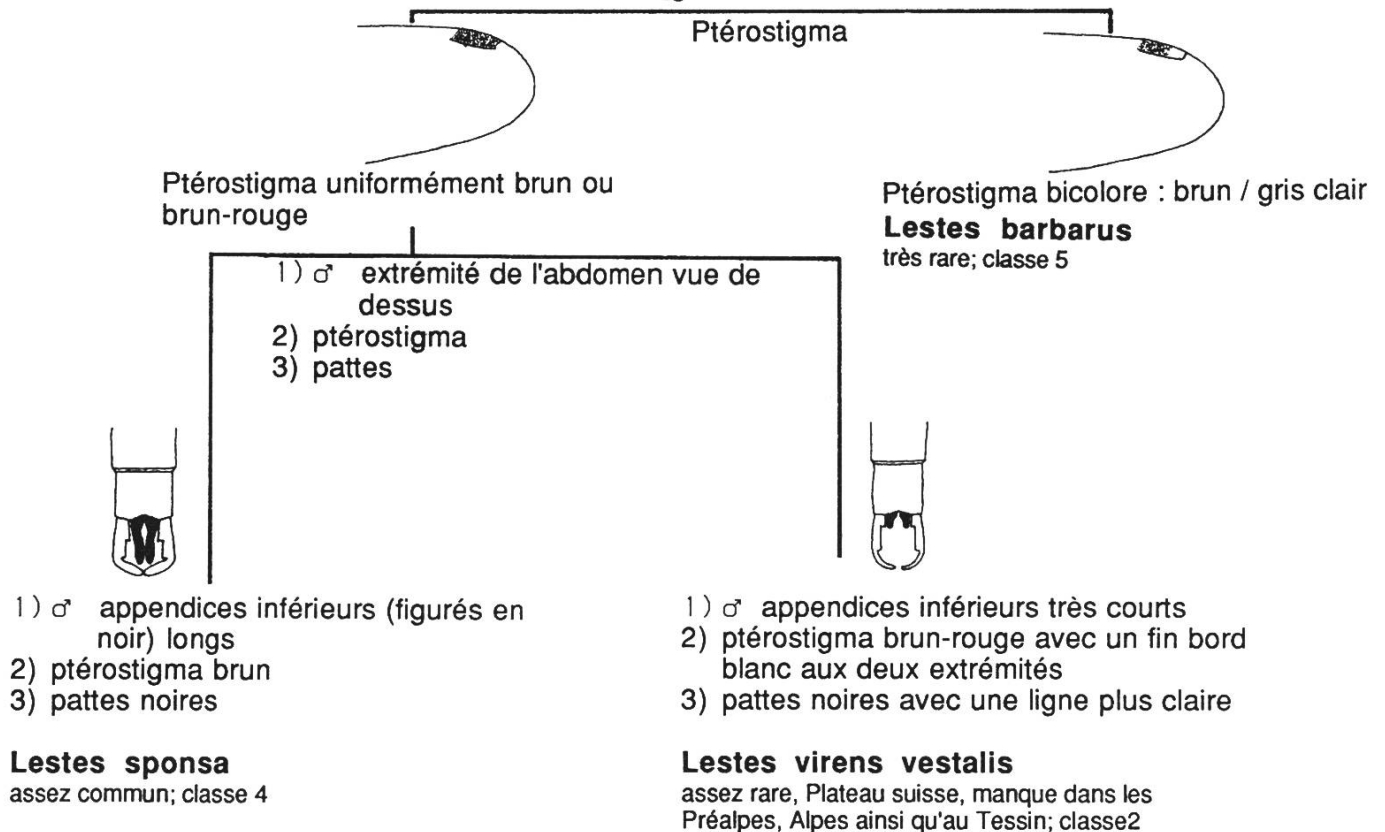 Ptérostigma
Ptérostigma uniformément brun ou
brun-rouge
Ptérostigma bicolore : brun / gris clair
Lestes barbarus
très rare; classe 5
1) ♂ extrémité de l'abdomen vue de
dessus
2) ptérostigma
3) pattes
1) ♂ appendices inférieurs (figurés en
noir) longs
2) ptérostigma brun
3) pattes noires
Lestes sponsa
assez commun; classe 4
1) ♂ appendices inférieurs très courts
2) ptérostigma brun-rouge avec un fin bord
blanc aux deux extrémités
3) pattes noires avec une ligne plus claire
Lestes virens vestalis
assez rare, Plateau suisse, manque dans les
Préalpes, Alpes ainsi qu'au Tessin; classe2